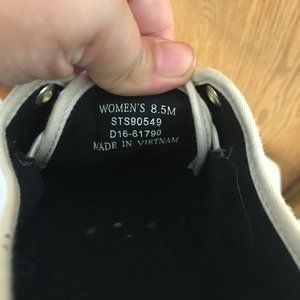 WOMEN'S 8.5M
STS90549
D16-61790
MADE IN VIETNAM